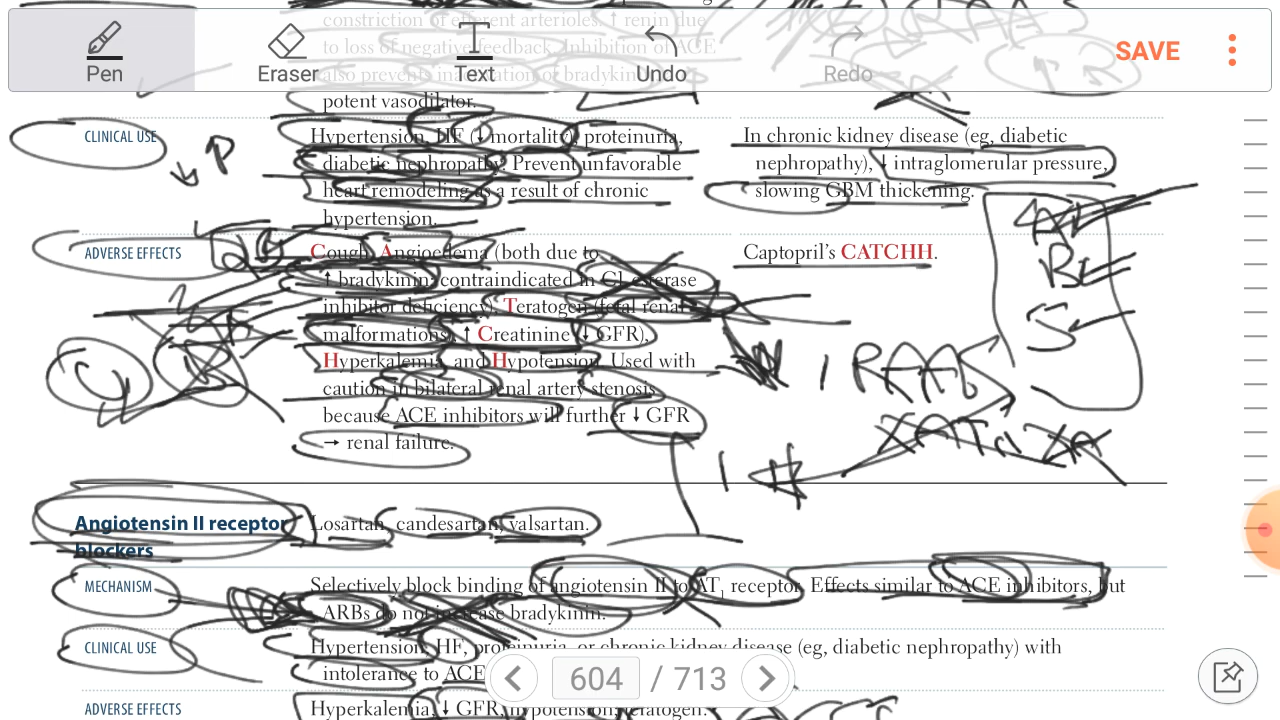 constriction of efferent arterioles. ↑ renin due
to loss of negative feedback. Inhibition of ACE
also prevents inactivation of bradykinin,
Pen
Eraser
Text
Undo
Redo
SAVE
potent vasodilator.
CLINICAL USE
Hypertension, HF (↓ mortality), proteinuria,
diabetic nephropathy. Prevent unfavorable
heart remodeling as a result of chronic
hypertension.
In chronic kidney disease (eg, diabetic
nephropathy), ↓ intraglomerular pressure,
slowing GBM thickening.
↓ P
ADVERSE EFFECTS
Cough, Angioedema (both due to
↑ bradykinin; contraindicated in C1 esterase
inhibitor deficiency), Teratogen (fetal renal
malformations), ↑ Creatinine (↓ GFR),
Hyperkalemia, and Hypotension. Used with
caution in bilateral renal artery stenosis
because ACE inhibitors will further ↓ GFR
→ renal failure.
Captopril's CATCHH.
RAAS
Angiotensin II receptor
blockers
Losartan, candesartan, valsartan.
MECHANISM
Selectively block binding of angiotensin II to AT1 receptor. Effects similar to ACE inhibitors, but
ARBs do not increase bradykinin.
CLINICAL USE
Hypertension, HF, proteinuria, or chronic kidney disease (eg, diabetic nephropathy) with
intolerance to ACE
604 / 713
ADVERSE EFFECTS
Hyperkalemia, ↓ GFR, hypotension; teratogen.